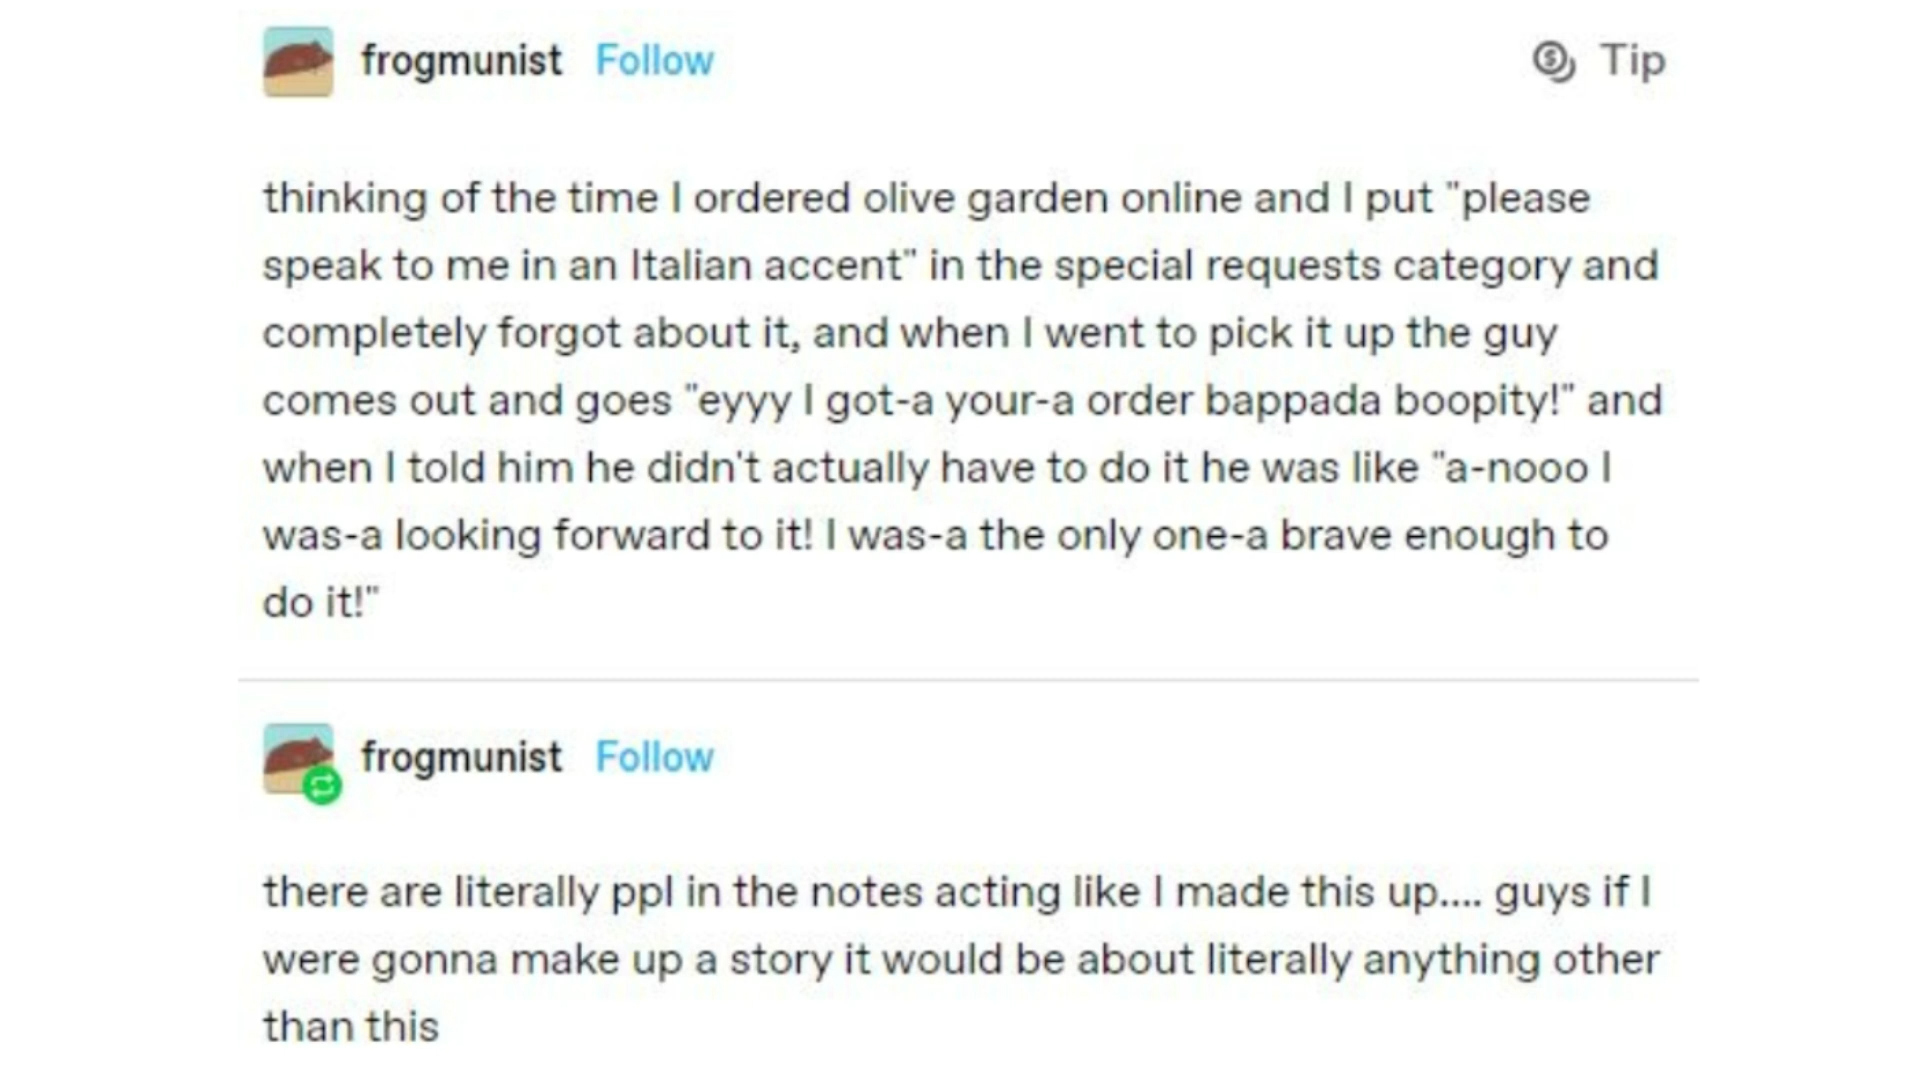 frogmunist Follow Tip
thinking of the time I ordered olive garden online and I put "please
speak to me in an Italian accent" in the special requests category and
completely forgot about it, and when I went to pick it up the guy
comes out and goes "eyyy I got-a your-a order bappada boopity!" and
when I told him he didn't actually have to do it he was like "a-nooo I
was-a looking forward to it! I was-a the only one-a brave enough to
do it!"
frogmunist Follow
there are literally ppl in the notes acting like I made this up.... guys if I
were gonna make up a story it would be about literally anything other
than this